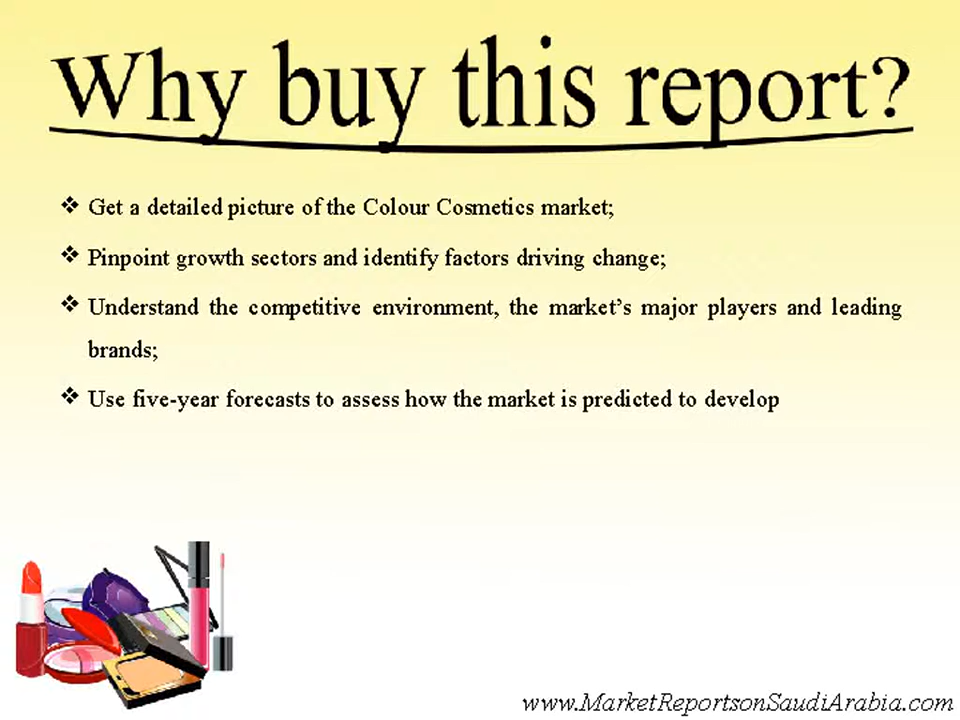 Why buy this report?
❖ Get a detailed picture of the Colour Cosmetics market;
❖ Pinpoint growth sectors and identify factors driving change;
❖ Understand the competitive environment, the market’s major players and leading
brands;
❖ Use five-year forecasts to assess how the market is predicted to develop
www.MarketReportsonSaudiArabia.com